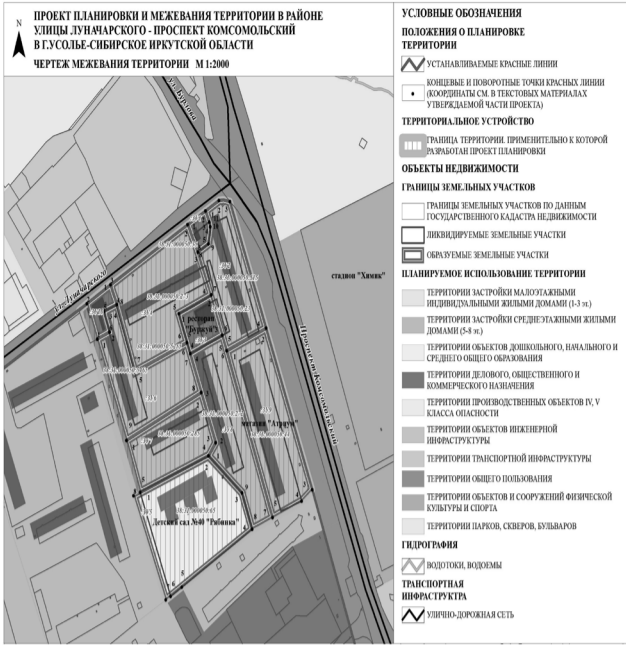 ПРОЕКТ ПЛАНИРОВКИ И МЕЖЕВАНИЯ ТЕРРИТОРИИ В РАЙОНЕ
УЛИЦЫ ЛУНАЧАРСКОГО - ПРОСПЕКТ КОМСОМОЛЬСКИЙ
В Г.УСОЛЬЕ-СИБИРСКОЕ ИРКУТСКОЙ ОБЛАСТИ
ЧЕРТЕЖ МЕЖЕВАНИЯ ТЕРРИТОРИИ М 1:2000
N
ул. Бурлова
ул. Луначарского
стадион "Химик"
Проспект Комсомольский
ресторан
магазин "Атриум"
Детский сад №40 "Рябинка"
УСЛОВНЫЕ ОБОЗНАЧЕНИЯ
ПОЛОЖЕНИЯ О ПЛАНИРОВКЕ
ТЕРРИТОРИИ
УСТАНАВЛИВАЕМЫЕ КРАСНЫЕ ЛИНИИ
КОНЦЕВЫЕ И ПОВОРОТНЫЕ ТОЧКИ КРАСНЫХ ЛИНИИ
(КООРДИНАТЫ СМ. В ТЕКСТОВЫХ МАТЕРИАЛАХ
УТВЕРЖДАЕМОЙ ЧАСТИ ПРОЕКТА)
ТЕРРИТОРИАЛЬНОЕ УСТРОЙСТВО
ГРАНИЦА ТЕРРИТОРИИ. ПРИМЕНИТЕЛЬНО К КОТОРОЙ
РАЗРАБОТАН ПРОЕКТ ПЛАНИРОВКИ
ОБЪЕКТЫ НЕДВИЖИМОСТИ
ГРАНИЦЫ ЗЕМЕЛЬНЫХ УЧАСТКОВ
ГРАНИЦЫ ЗЕМЕЛЬНЫХ УЧАСТКОВ ПО ДАННЫМ
ГОСУДАРСТВЕННОГО КАДАСТРА НЕДВИЖИМОСТИ
ЛИКВИДИРУЕМЫЕ ЗЕМЕЛЬНЫЕ УЧАСТКИ
ОБРАЗУЕМЫЕ ЗЕМЕЛЬНЫЕ УЧАСТКИ
ПЛАНИРУЕМОЕ ИСПОЛЬЗОВАНИЕ ТЕРРИТОРИИ
ТЕРРИТОРИИ ЗАСТРОЙКИ МАЛОЭТАЖНЫМИ
ИНДИВИДУАЛЬНЫМИ ЖИЛЫМИ ДОМАМИ (1-3 эт.)
ТЕРРИТОРИИ ЗАСТРОЙКИ СРЕДНЕЭТАЖНЫМИ ЖИЛЫМИ
ДОМАМИ (5-8 эт.)
ТЕРРИТОРИИ ОБЪЕКТОВ ДОШКОЛЬНОГО, НАЧАЛЬНОГО И
СРЕДНЕГО ОБЩЕГО ОБРАЗОВАНИЯ
ТЕРРИТОРИИ ДЕЛОВОГО, ОБЩЕСТВЕННОГО И
КОММЕРЧЕСКОГО НАЗНАЧЕНИЯ
ТЕРРИТОРИИ ПРОИЗВОДСТВЕННЫХ ОБЪЕКТОВ IV, V
КЛАССА ОПАСНОСТИ
ТЕРРИТОРИИ ОБЪЕКТОВ ИНЖЕНЕРНОЙ
ИНФРАСТРУКТУРЫ
ТЕРРИТОРИИ ТРАНСПОРТНОЙ ИНФРАСТРУКТУРЫ
ТЕРРИТОРИИ ОБЩЕГО ПОЛЬЗОВАНИЯ
ТЕРРИТОРИИ ОБЪЕКТОВ И СООРУЖЕНИЙ ФИЗИЧЕСКОЙ
КУЛЬТУРЫ И СПОРТА
ТЕРРИТОРИИ ПАРКОВ, СКВЕРОВ, БУЛЬВАРОВ
ГИДРОГРАФИЯ
ВОДОТОКИ, ВОДОЕМЫ
ТРАНСПОРТНАЯ
ИНФРАСТРУКТРА
УЛИЧНО-ДОРОЖНАЯ СЕТЬ